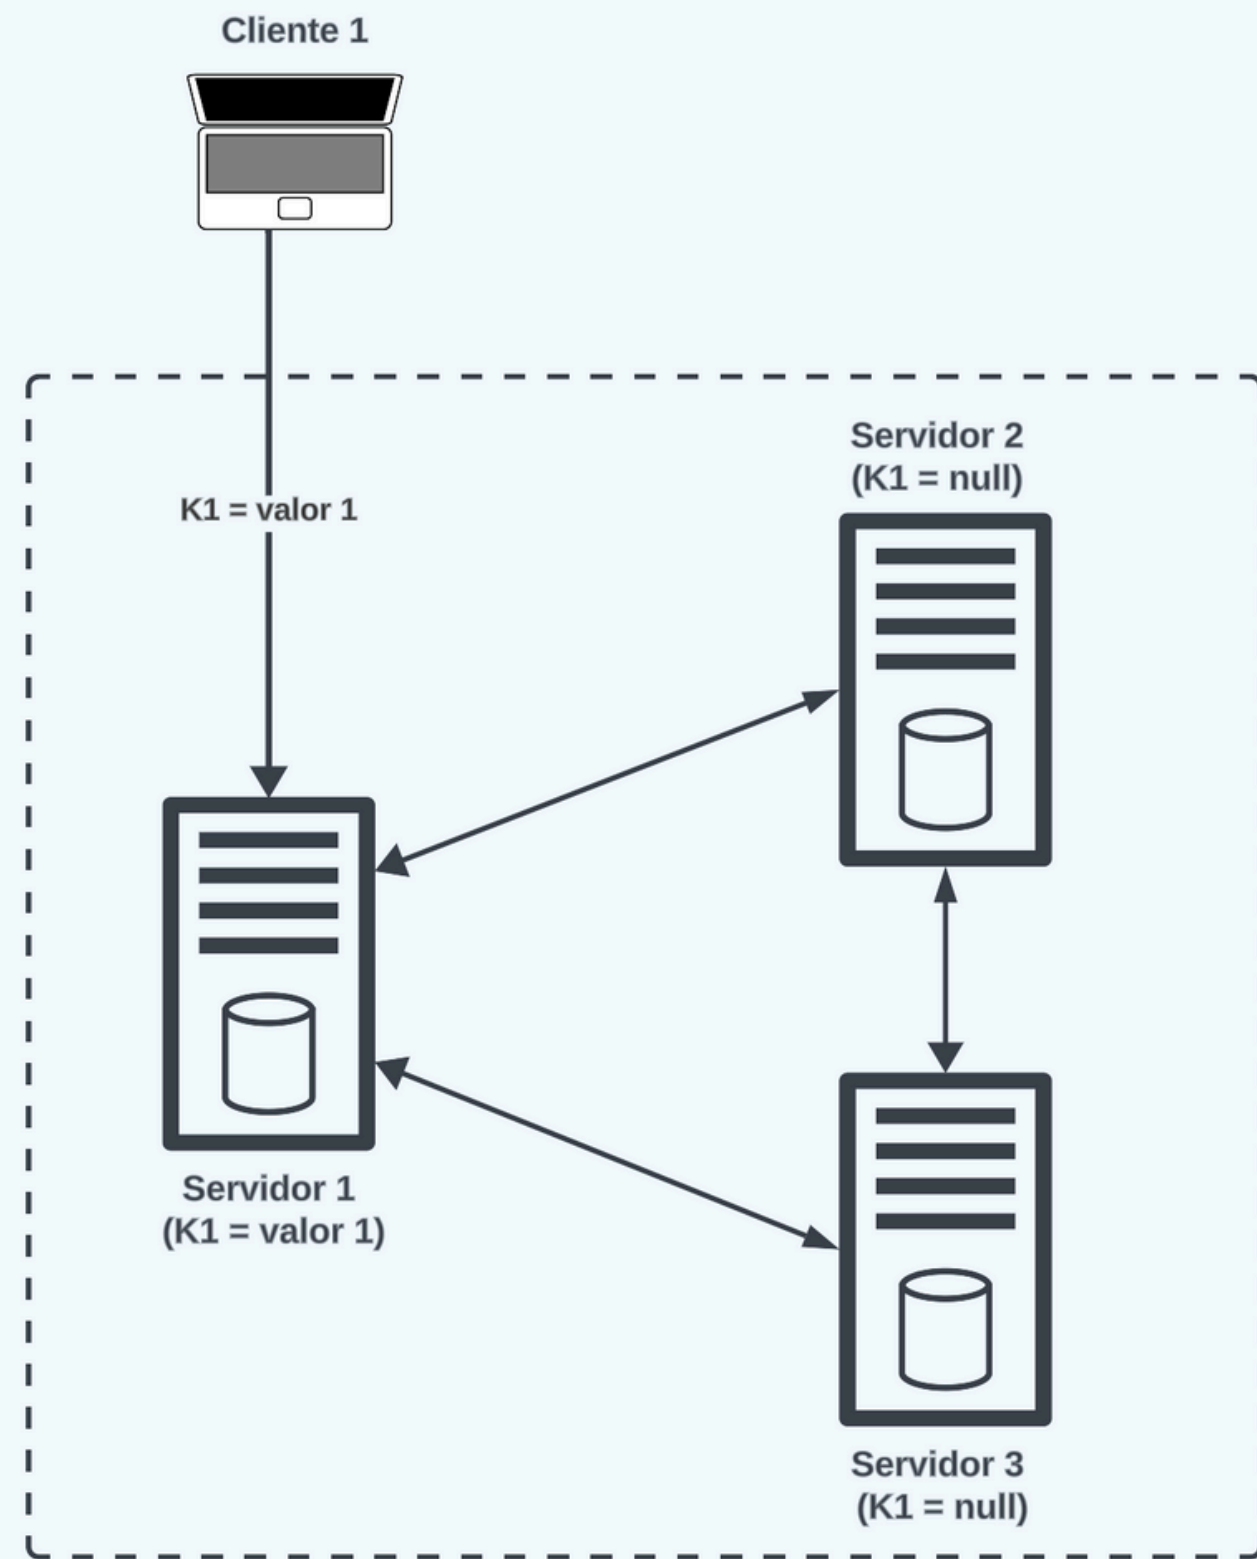 Cliente 1
K1 = valor 1
Servidor 2
(K1 = null)
Servidor 1
(K1 = valor 1)
Servidor 3
(K1 = null)